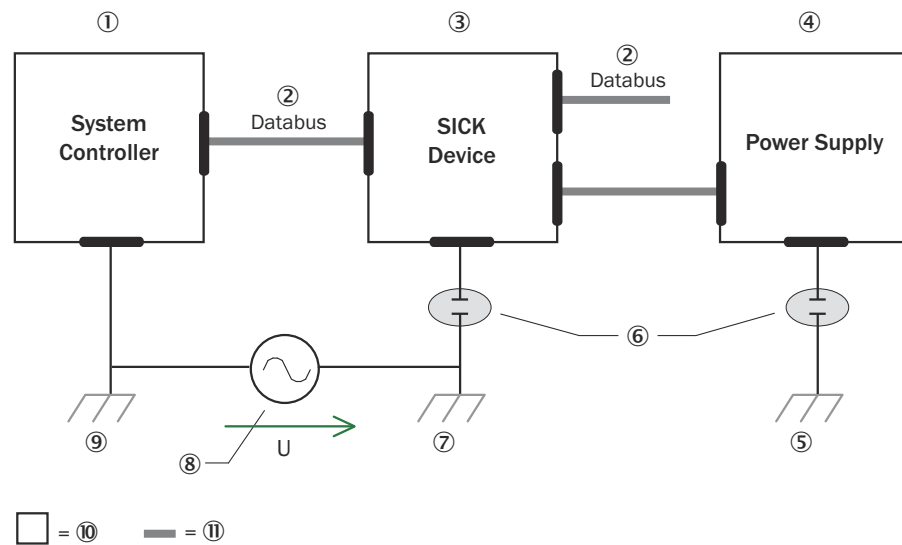 ① ③ ④
System
Controller
②
Databus
SICK
Device
②
Databus
Power Supply
⑥
⑨ ⑧ U ⑦ ⑤
= ⑩ = ⑪